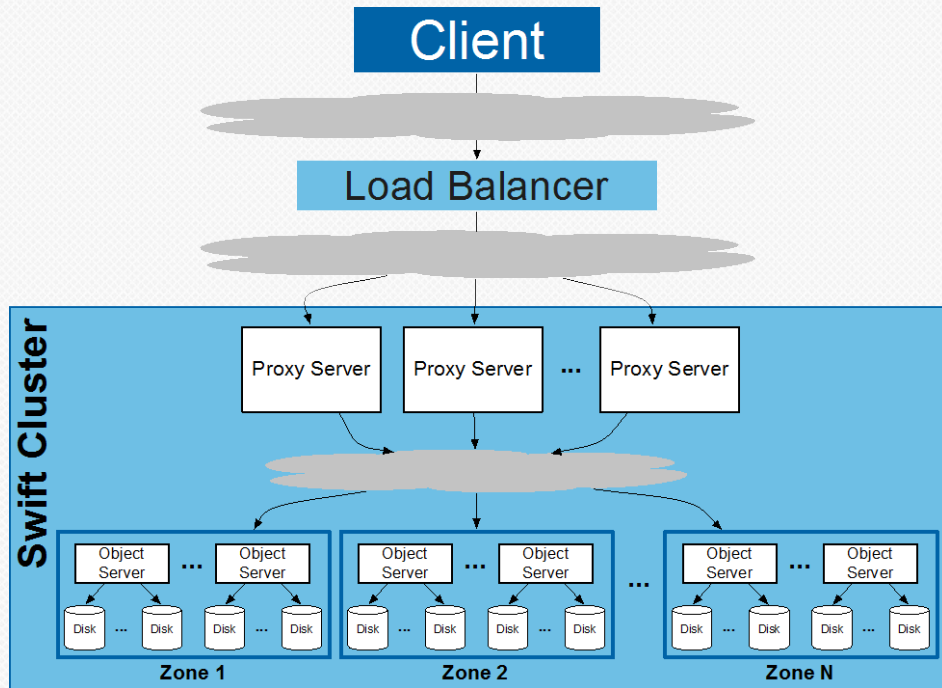 Client
Load Balancer
Swift Cluster
Proxy Server
Proxy Server
...
Proxy Server
Object
Server
...
Object
Server
Object
Server
...
Object
Server
...
Object
Server
...
Object
Server
Disk
...
Disk
Disk
...
Disk
Disk
...
Disk
Disk
...
Disk
Disk
...
Disk
Disk
...
Disk
Zone 1
Zone 2
Zone N